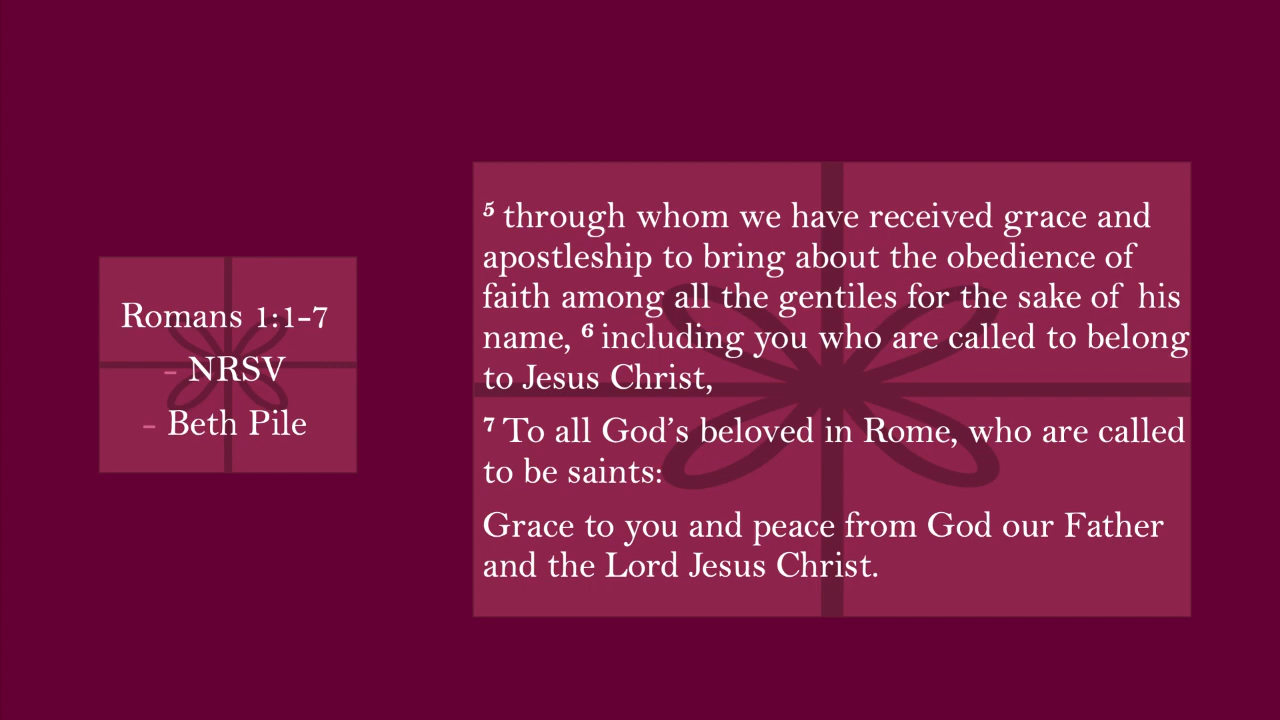 Romans 1:1-7
- NRSV
- Beth Pile
⁵ through whom we have received grace and
apostleship to bring about the obedience of
faith among all the gentiles for the sake of  his
name, ⁶ including you who are called to belong
to Jesus Christ,
⁷ To all God’s beloved in Rome, who are called
to be saints:
Grace to you and peace from God our Father
and the Lord Jesus Christ.